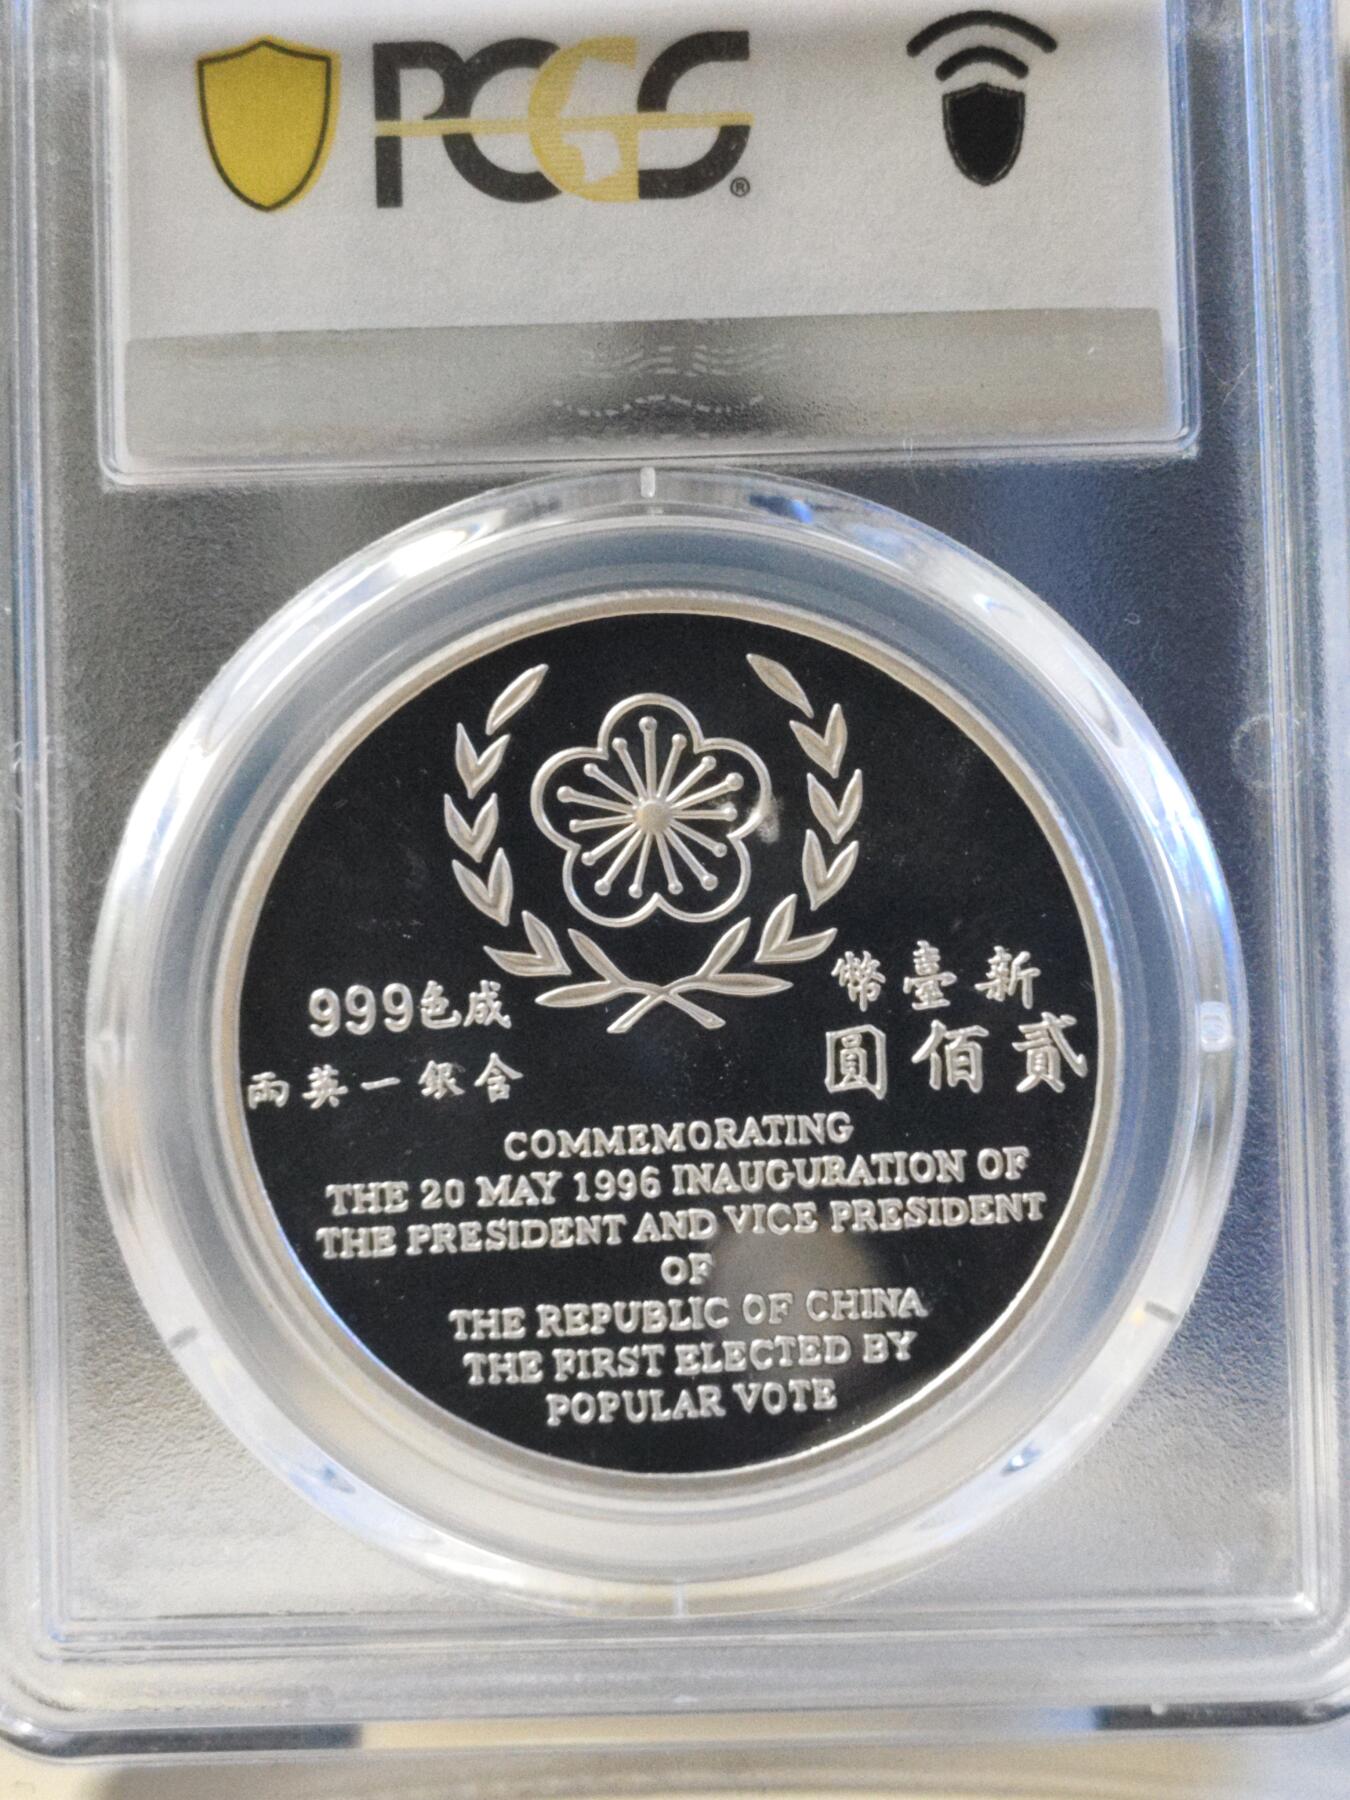 PCGS®
新臺幣
貳佰圓
成色999
含銀一英兩
COMMEMORATING
THE 20 MAY 1996 INAUGURATION OF
THE PRESIDENT AND VICE PRESIDENT
OF
THE REPUBLIC OF CHINA
THE FIRST ELECTED BY
POPULAR VOTE